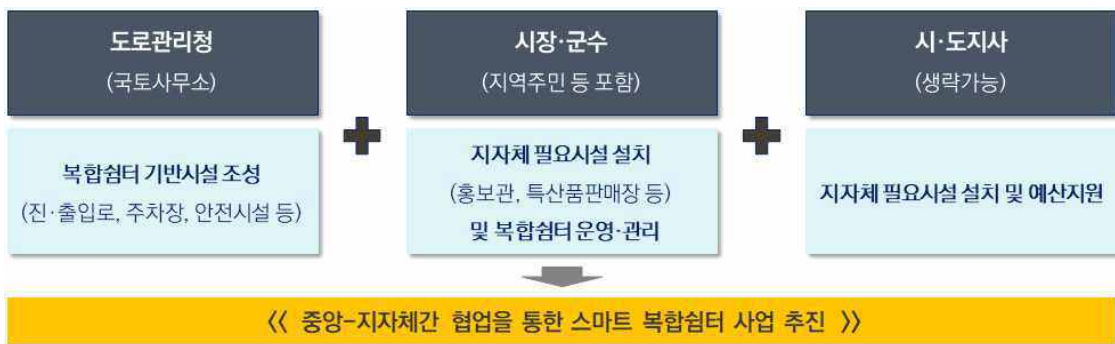 도로관리청
(국토사무소)
복합쉼터 기반시설 조성
(진·출입로, 주차장, 안전시설 등)
시장·군수
(지역주민 등 포함)
지자체 필요시설 설치
(홍보관, 특산품판매장 등)
및 복합쉼터 운영·관리
시·도지사
(생략가능)
지자체 필요시설 설치 및 예산지원
《 중앙-지자체간 협업을 통한 스마트 복합쉼터 사업 추진 》